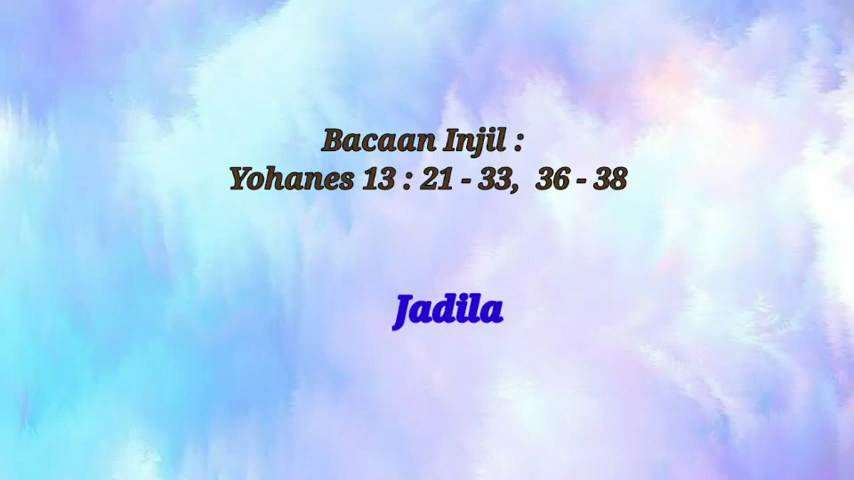 Bacaan Injil :
Yohanes 13 : 21 - 33, 36 - 38
Jadila